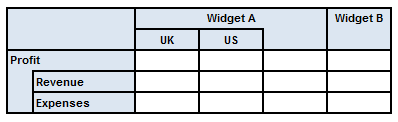 Widget A Widget B
UK US
Profit
Revenue
Expenses